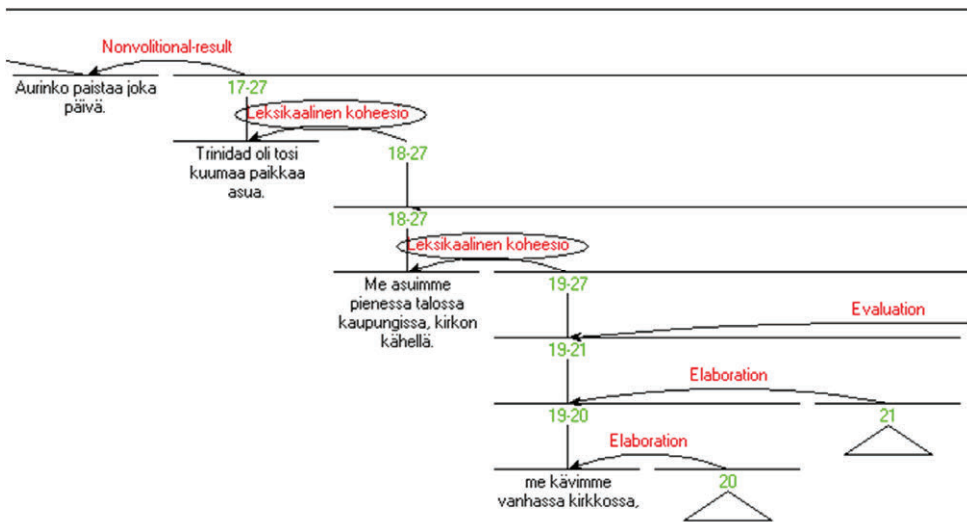 Nonvolitional-result
Aurinko paistaa joka
päivä.
17-27
Leksikaalinen koheesio
Trinidad oli tosi
kuumaa paikkaa
asua.
18-27
18-27
Leksikaalinen koheesio
Me asuimme
pienessa talossa
kaupungissa, kirkon
kähellä.
19-27
Evaluation
19-21
Elaboration
19-20
21
Elaboration
me kävimme
vanhassa kirkkossa,
20